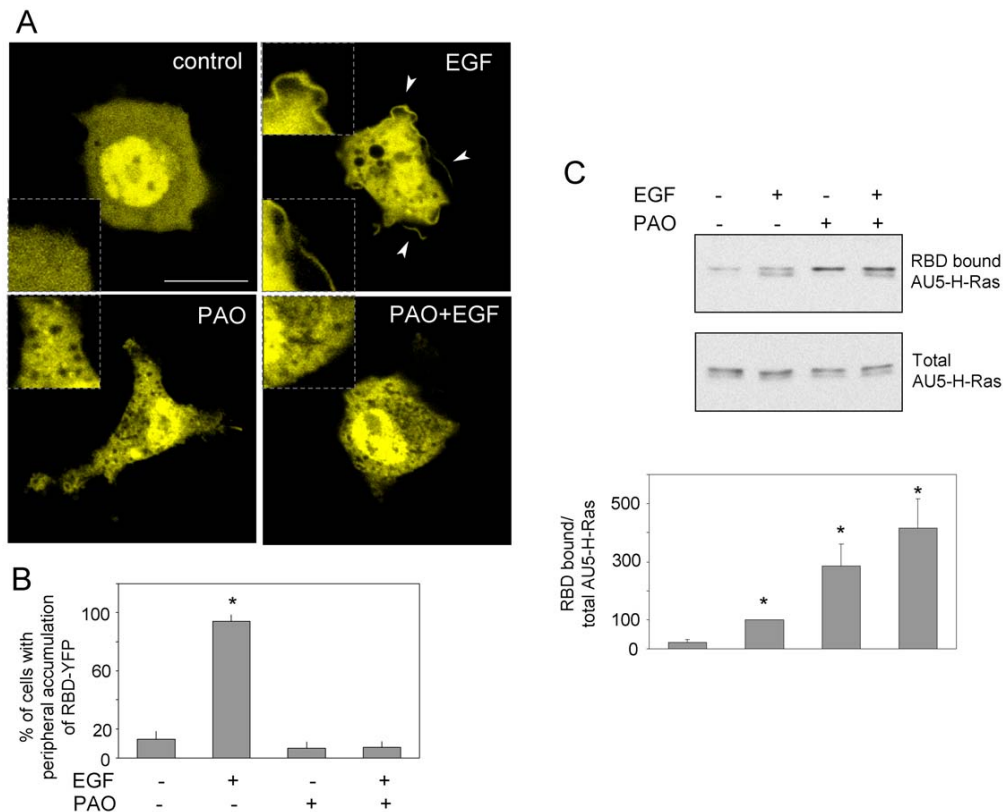 A
control
EGF
PAO
PAO+EGF
B
% of cells with
peripheral accumulation
of RBD-YFP
100
60
20
0
*
EGF - + - +
PAO - - + +
C
EGF - + - +
PAO - - + +
RBD bound
AU5-H-Ras
Total
AU5-H-Ras
RBD bound/
total AU5-H-Ras
500
300
100
0
* * *